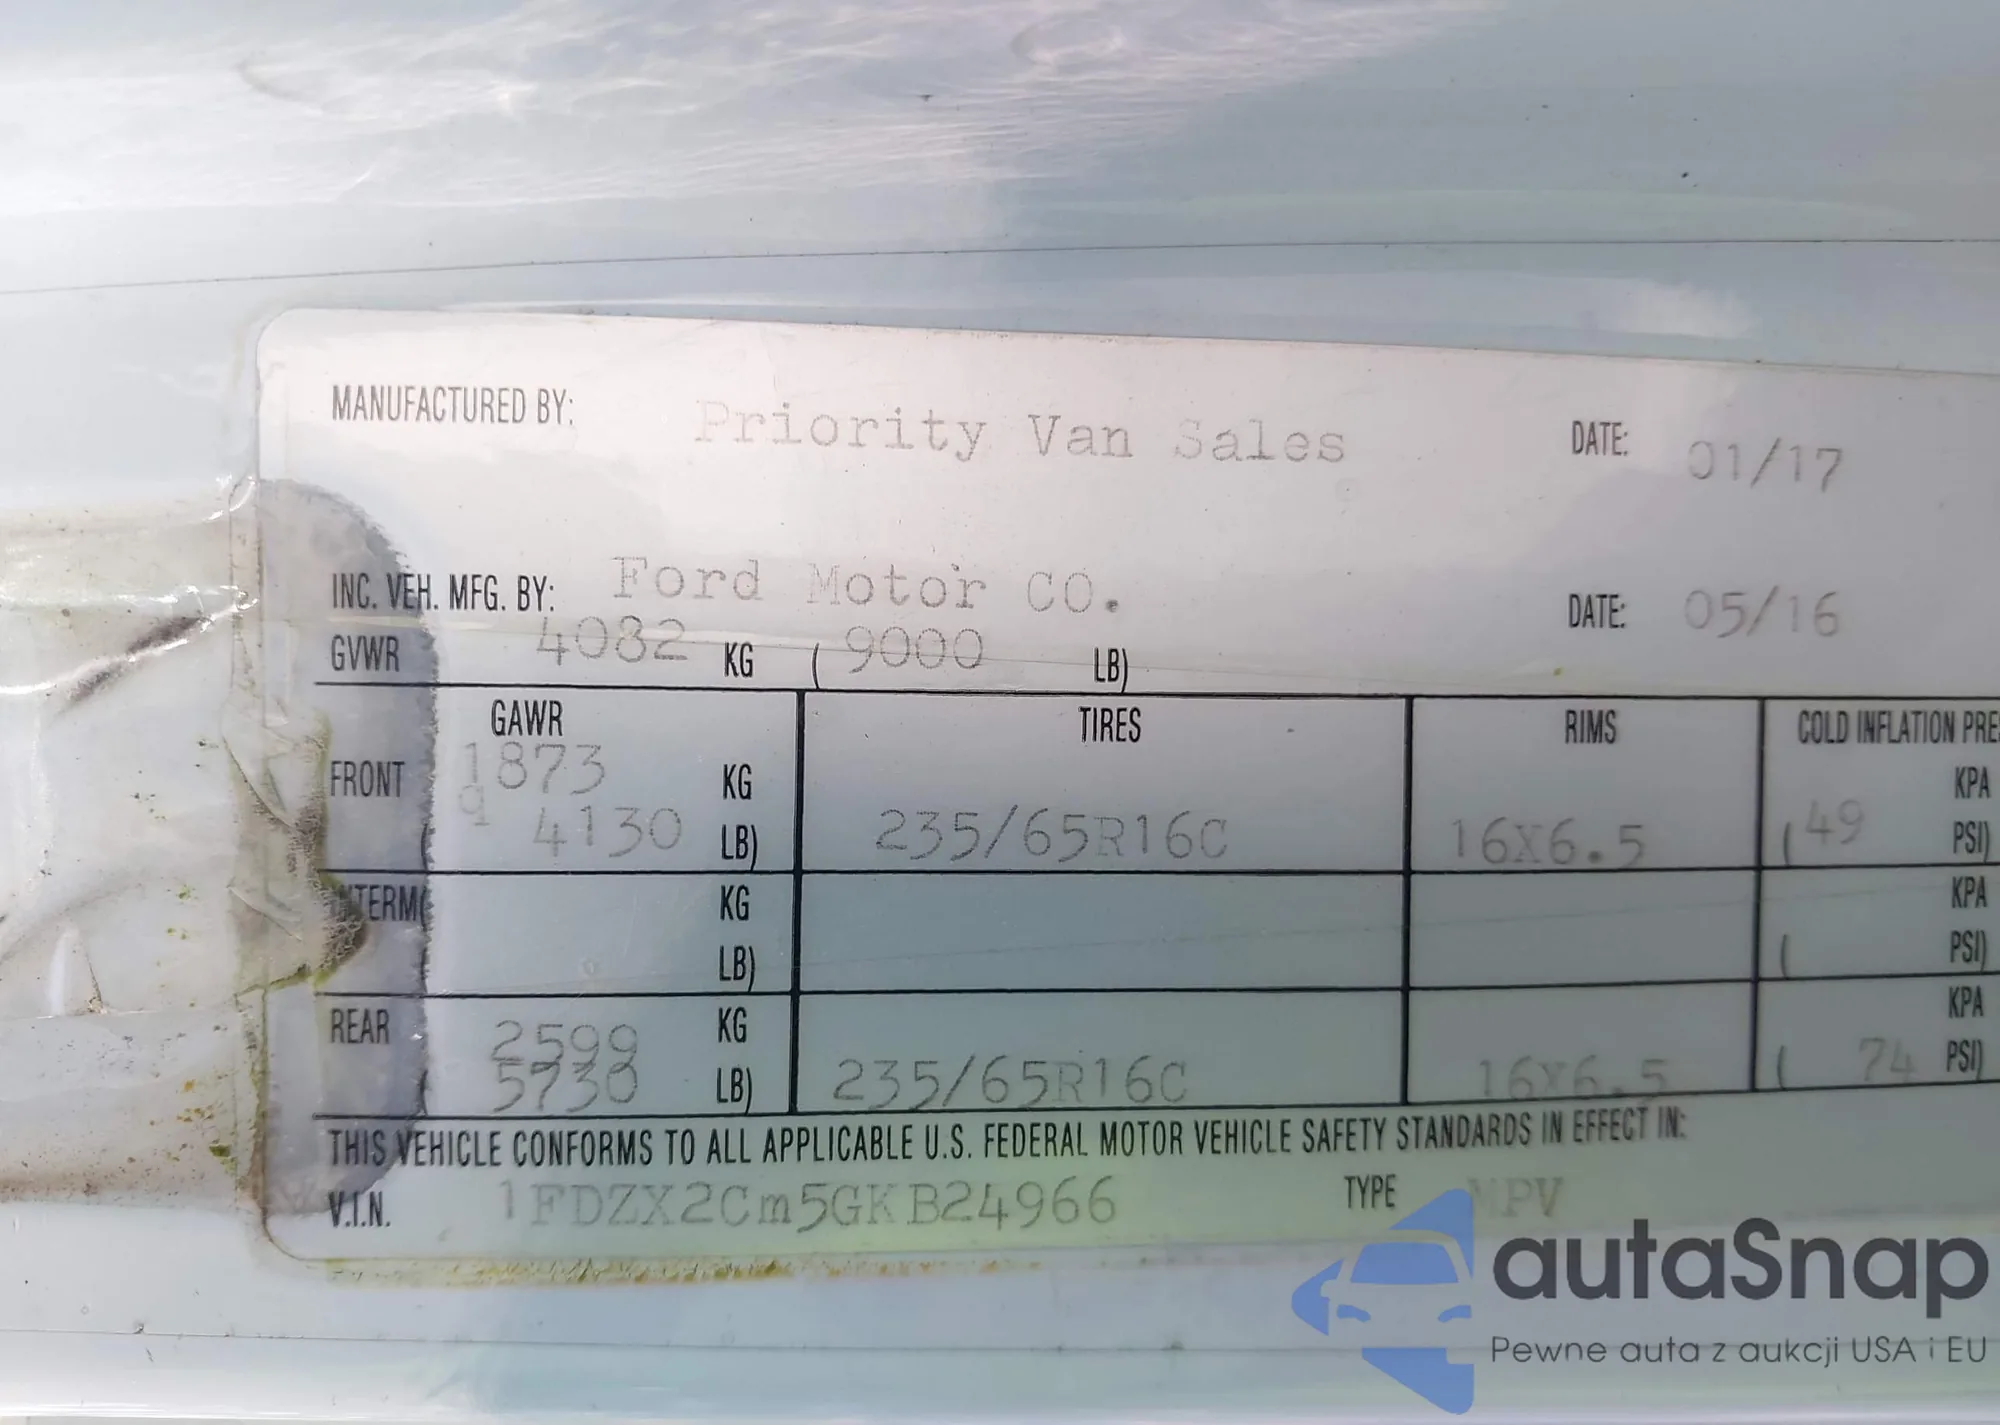 MANUFACTURED BY: Priority Van Sales DATE: 01/17
INC. VEH. MFG. BY: Ford Motor CO. DATE: 05/16
GVWR 4082 KG ( 9000 LB)
GAWR TIRES RIMS COLD INFLATION PRE
FRONT 1873 KG KPA
4130 LB) 235/65R16C 16X6.5 ( 49 PSI)
INTERM( KG KPA
LB) ( PSI)
REAR 2599 KG KPA
( 5730 LB) 235/65R16C 16X6.5 ( 74 PSI)
THIS VEHICLE CONFORMS TO ALL APPLICABLE U.S. FEDERAL MOTOR VEHICLE SAFETY STANDARDS IN EFFECT IN:
V.I.N. 1FDZX2Cm5GKB24966 TYPE MPV
autaSnap
Pewne auta z aukcji USA i EU